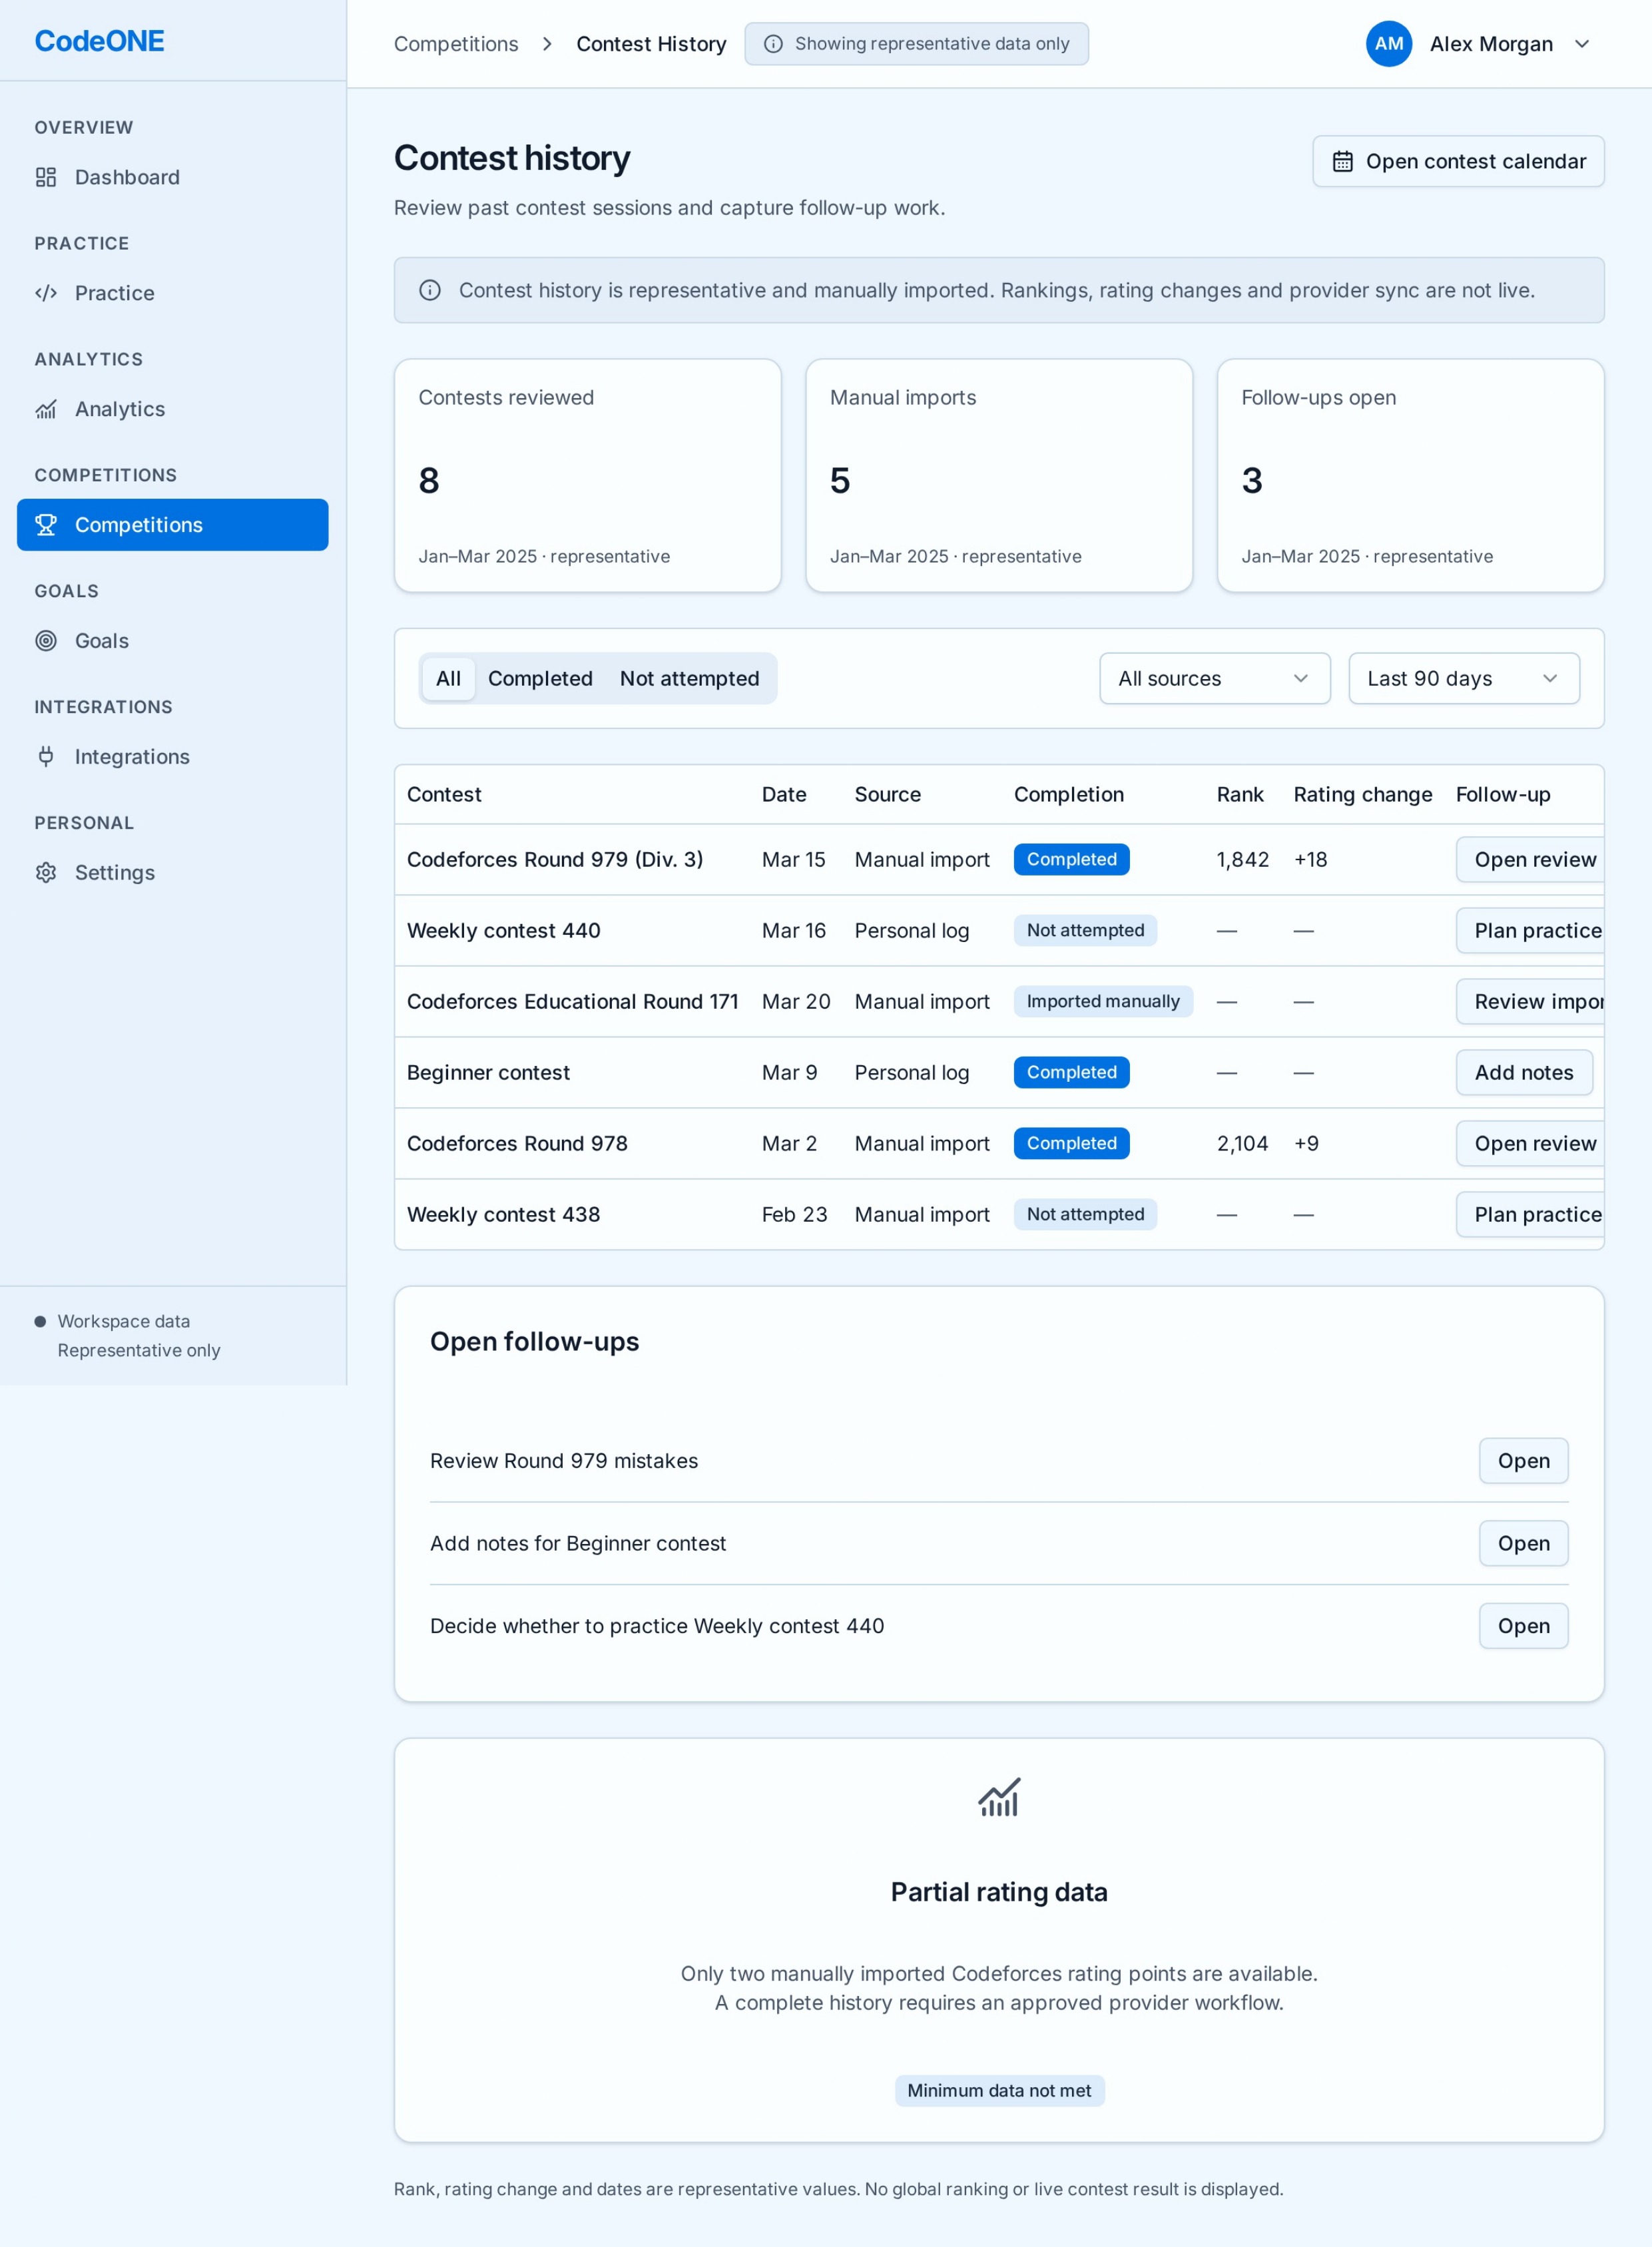 CodeONE
OVERVIEW
Dashboard
PRACTICE
Practice
ANALYTICS
Analytics
COMPETITIONS
Competitions
GOALS
Goals
INTEGRATIONS
Integrations
PERSONAL
Settings
Workspace data
Representative only
Competitions > Contest History
Showing representative data only
AM Alex Morgan
Contest history
Open contest calendar
Review past contest sessions and capture follow-up work.
Contest history is representative and manually imported. Rankings, rating changes and provider sync are not live.
Contests reviewed
8
Jan–Mar 2025 · representative
Manual imports
5
Jan–Mar 2025 · representative
Follow-ups open
3
Jan–Mar 2025 · representative
All Completed Not attempted All sources Last 90 days
Contest Date Source Completion Rank Rating change Follow-up
Codeforces Round 979 (Div. 3) Mar 15 Manual import Completed 1,842 +18 Open review
Weekly contest 440 Mar 16 Personal log Not attempted — — Plan practice
Codeforces Educational Round 171 Mar 20 Manual import Imported manually — — Review impor
Beginner contest Mar 9 Personal log Completed — — Add notes
Codeforces Round 978 Mar 2 Manual import Completed 2,104 +9 Open review
Weekly contest 438 Feb 23 Manual import Not attempted — — Plan practice
Open follow-ups
Review Round 979 mistakes Open
Add notes for Beginner contest Open
Decide whether to practice Weekly contest 440 Open
Partial rating data
Only two manually imported Codeforces rating points are available.
A complete history requires an approved provider workflow.
Minimum data not met
Rank, rating change and dates are representative values. No global ranking or live contest result is displayed.